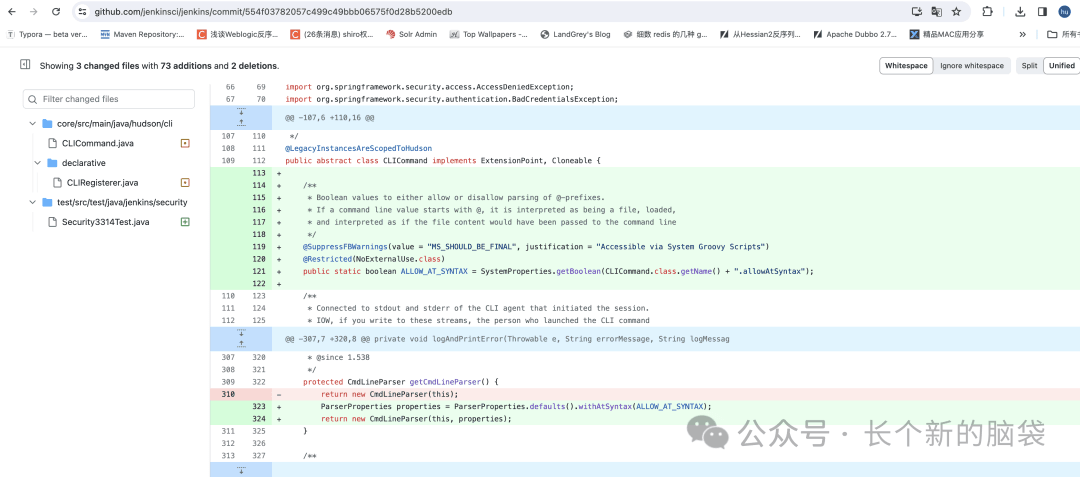 github.com/jenkinsci/jenkins/commit/554f03782057c499c49bbb06575f0d28b5200edb
hu
Typora — beta ver...
Maven Repository:...
浅谈Weblogic反序...
(26条消息) shiro权...
Solr Admin
Top Wallpapers -...
LandGrey's Blog
细数 redis 的几种 g...
从Hessian2反序列...
Apache Dubbo 2.7...
精品MAC应用分享
»
所有书
Showing 3 changed files with 73 additions and 2 deletions.
Whitespace
Ignore whitespace
Split
Unified
Filter changed files
core/src/main/java/hudson/cli
CLICommand.java
declarative
CLIRegisterer.java
test/src/test/java/jenkins/security
Security3314Test.java
66 69 import org.springframework.security.access.AccessDeniedException;
67 70 import org.springframework.security.authentication.BadCredentialsException;
@@ -107,6 +110,16 @@
107 110 */
108 111 @LegacyInstancesAreScopedToHudson
109 112 public abstract class CLICommand implements ExtensionPoint, Cloneable {
113 +
114 + /**
115 + * Boolean values to either allow or disallow parsing of @-prefixes.
116 + * If a command line value starts with @, it is interpreted as being a file, loaded,
117 + * and interpreted as if the file content would have been passed to the command line
118 + */
119 + @SuppressFBWarnings(value = "MS_SHOULD_BE_FINAL", justification = "Accessible via System Groovy Scripts")
120 + @Restricted(NoExternalUse.class)
121 + public static boolean ALLOW_AT_SYNTAX = SystemProperties.getBoolean(CLICommand.class.getName() + ".allowAtSyntax");
122 +
110 123 /**
111 124 * Connected to stdout and stderr of the CLI agent that initiated the session.
112 125 * IOW, if you write to these streams, the person who launched the CLI command
@@ -307,7 +320,8 @@ private void logAndPrintError(Throwable e, String errorMessage, String logMessag
307 320 * @since 1.538
308 321 */
309 322 protected CmdLineParser getCmdLineParser() {
310 - return new CmdLineParser(this);
323 + ParserProperties properties = ParserProperties.defaults().withAtSyntax(ALLOW_AT_SYNTAX);
324 + return new CmdLineParser(this, properties);
311 325 }
312 326
313 327 /**
公众号 · 长个新的脑袋